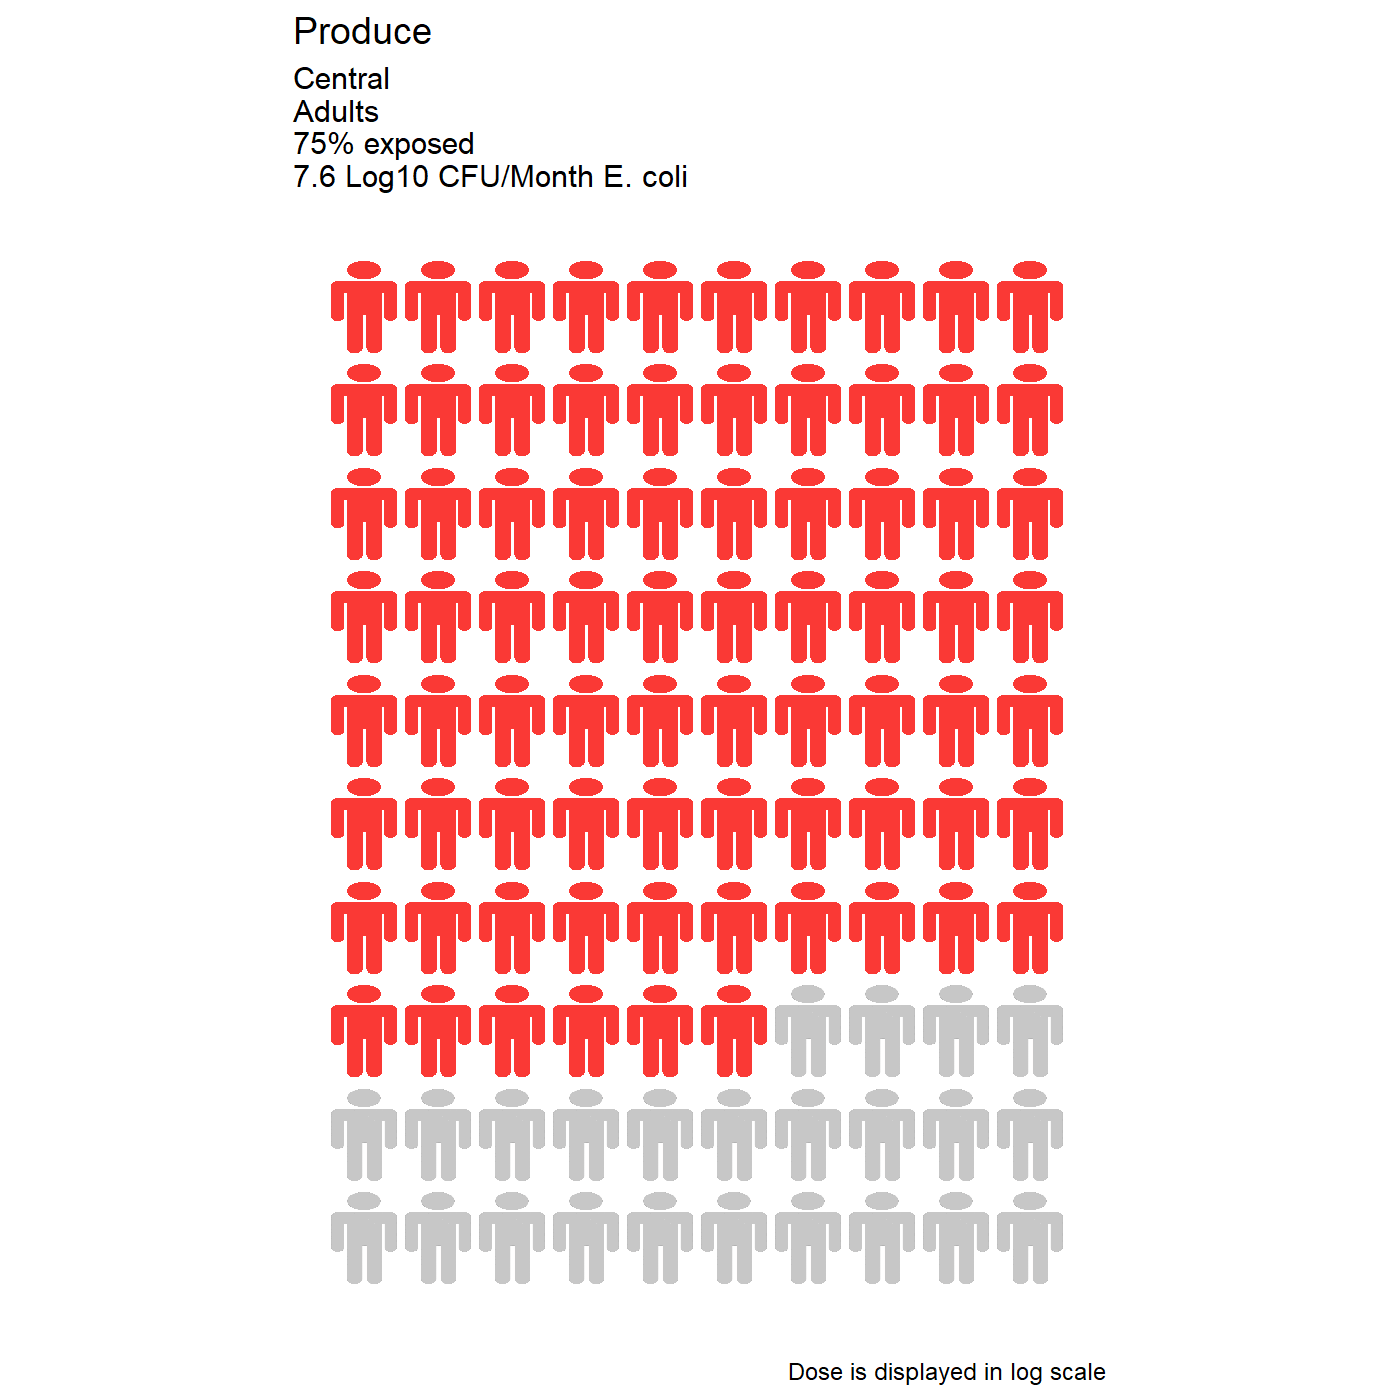 Produce
Central
Adults
75% exposed
7.6 Log10 CFU/Month E. coli
Dose is displayed in log scale